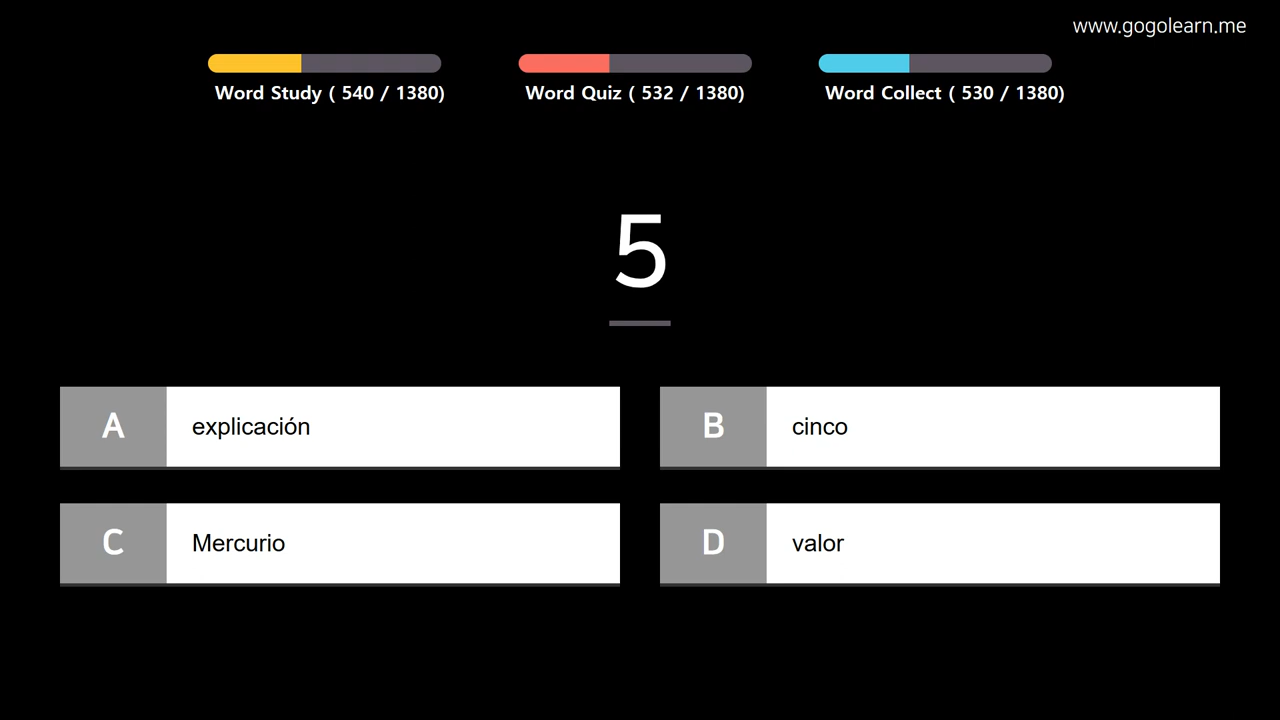 www.gogolearn.me
Word Study ( 540 / 1380)
Word Quiz ( 532 / 1380)
Word Collect ( 530 / 1380)
5
A explicación
B cinco
C Mercurio
D valor